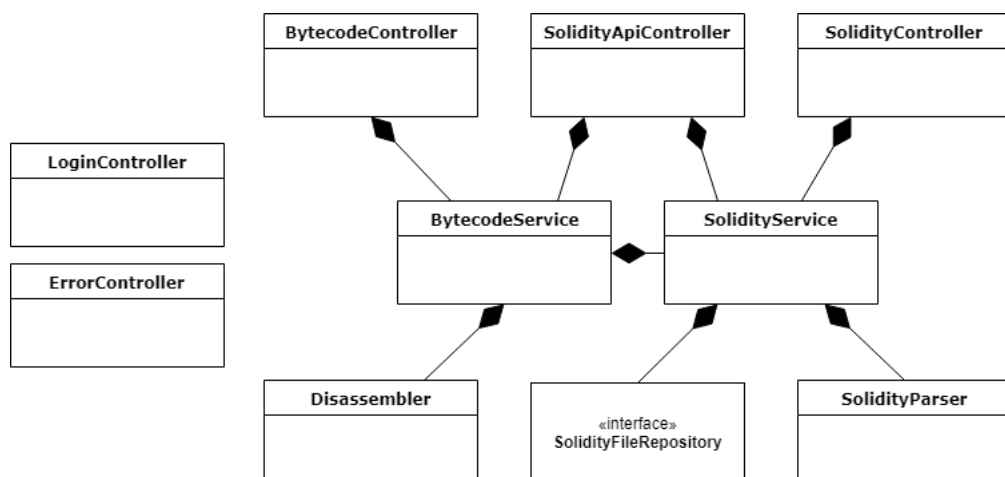 BytecodeController
SolidityApiController
SolidityController
LoginController
BytecodeService
SolidityService
ErrorController
Disassembler
«interface»
SolidityFileRepository
SolidityParser